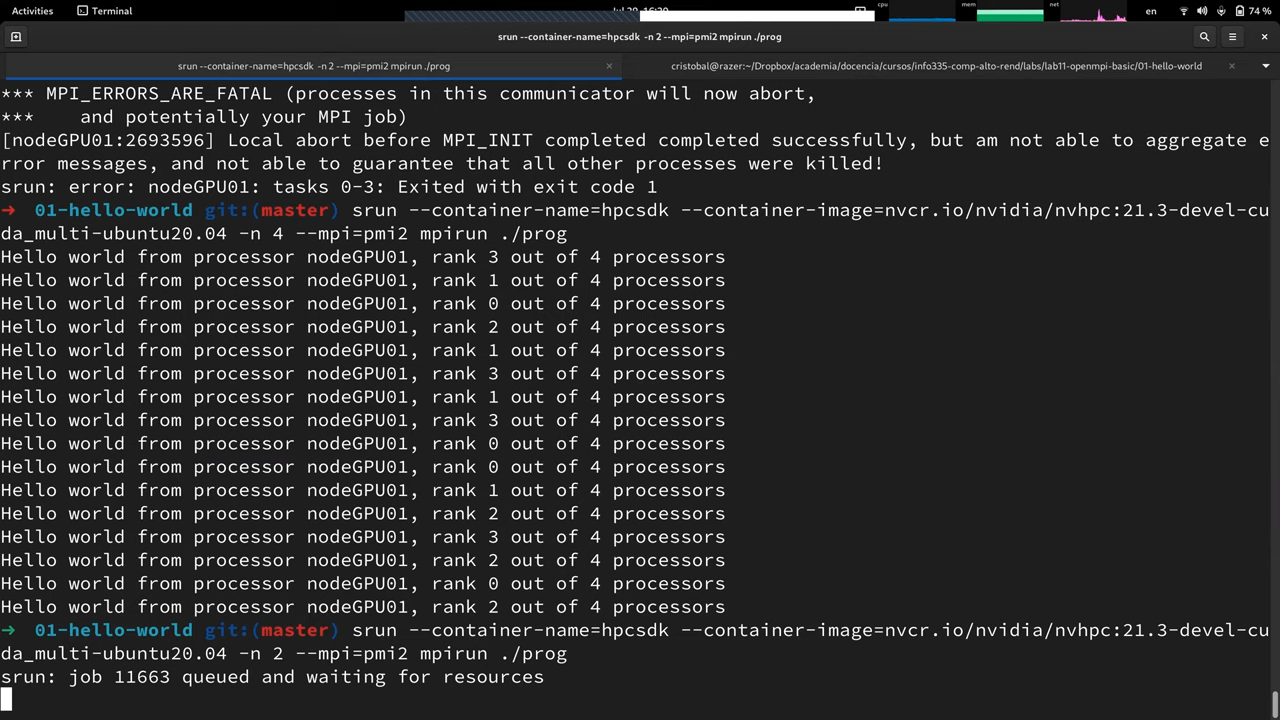 Activities
Terminal
cpu
mem
net
en
74 %
srun --container-name=hpcsdk -n 2 --mpi=pmi2 mpirun ./prog
srun --container-name=hpcsdk -n 2 --mpi=pmi2 mpirun ./prog
cristobal@razer:~/Dropbox/academia/docencia/cursos/info335-comp-alto-rend/labs/lab11-openmpi-basic/01-hello-world
*** MPI_ERRORS_ARE_FATAL (processes in this communicator will now abort,
***    and potentially your MPI job)
[nodeGPU01:2693596] Local abort before MPI_INIT completed completed successfully, but am not able to aggregate e
rror messages, and not able to guarantee that all other processes were killed!
srun: error: nodeGPU01: tasks 0-3: Exited with exit code 1
➜  01-hello-world git:(master) srun --container-name=hpcsdk --container-image=nvcr.io/nvidia/nvhpc:21.3-devel-cu
da_multi-ubuntu20.04 -n 4 --mpi=pmi2 mpirun ./prog
Hello world from processor nodeGPU01, rank 3 out of 4 processors
Hello world from processor nodeGPU01, rank 1 out of 4 processors
Hello world from processor nodeGPU01, rank 0 out of 4 processors
Hello world from processor nodeGPU01, rank 2 out of 4 processors
Hello world from processor nodeGPU01, rank 1 out of 4 processors
Hello world from processor nodeGPU01, rank 3 out of 4 processors
Hello world from processor nodeGPU01, rank 1 out of 4 processors
Hello world from processor nodeGPU01, rank 3 out of 4 processors
Hello world from processor nodeGPU01, rank 0 out of 4 processors
Hello world from processor nodeGPU01, rank 0 out of 4 processors
Hello world from processor nodeGPU01, rank 1 out of 4 processors
Hello world from processor nodeGPU01, rank 2 out of 4 processors
Hello world from processor nodeGPU01, rank 3 out of 4 processors
Hello world from processor nodeGPU01, rank 2 out of 4 processors
Hello world from processor nodeGPU01, rank 0 out of 4 processors
Hello world from processor nodeGPU01, rank 2 out of 4 processors
➜  01-hello-world git:(master) srun --container-name=hpcsdk --container-image=nvcr.io/nvidia/nvhpc:21.3-devel-cu
da_multi-ubuntu20.04 -n 2 --mpi=pmi2 mpirun ./prog
srun: job 11663 queued and waiting for resources